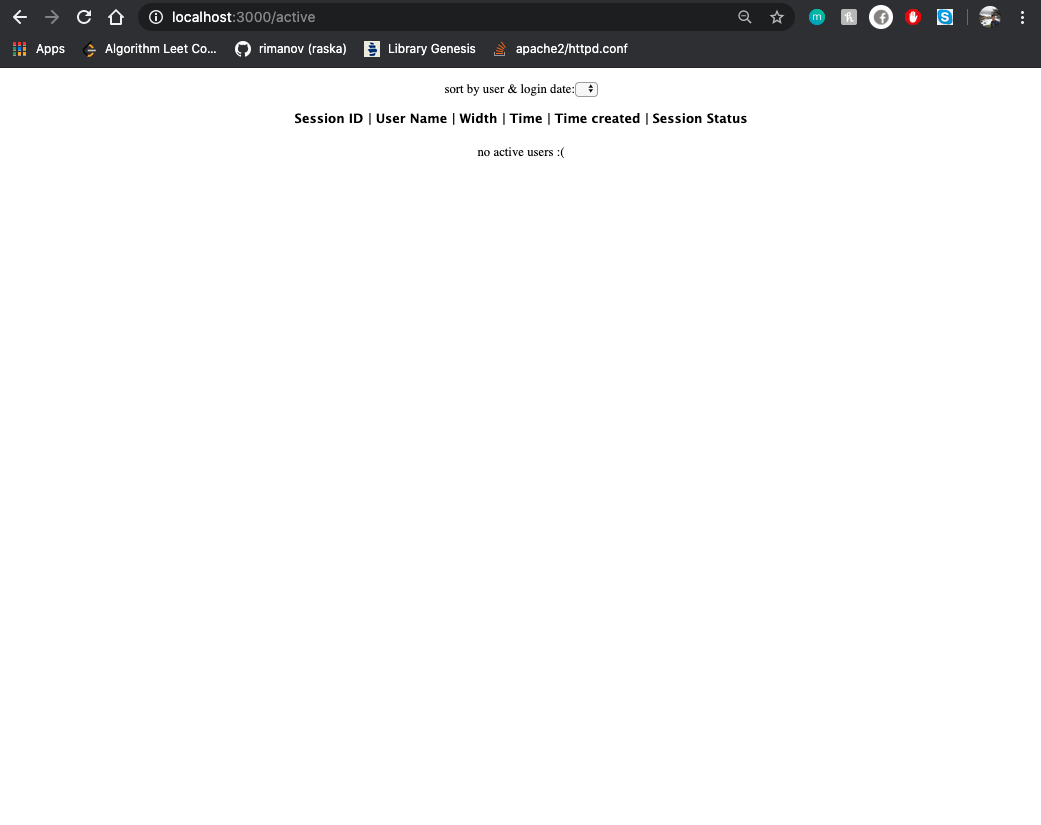 localhost:3000/active
Apps Algorithm Leet Co... rimanov (raska) Library Genesis apache2/httpd.conf
sort by user & login date:
Session ID | User Name | Width | Time | Time created | Session Status
no active users :(